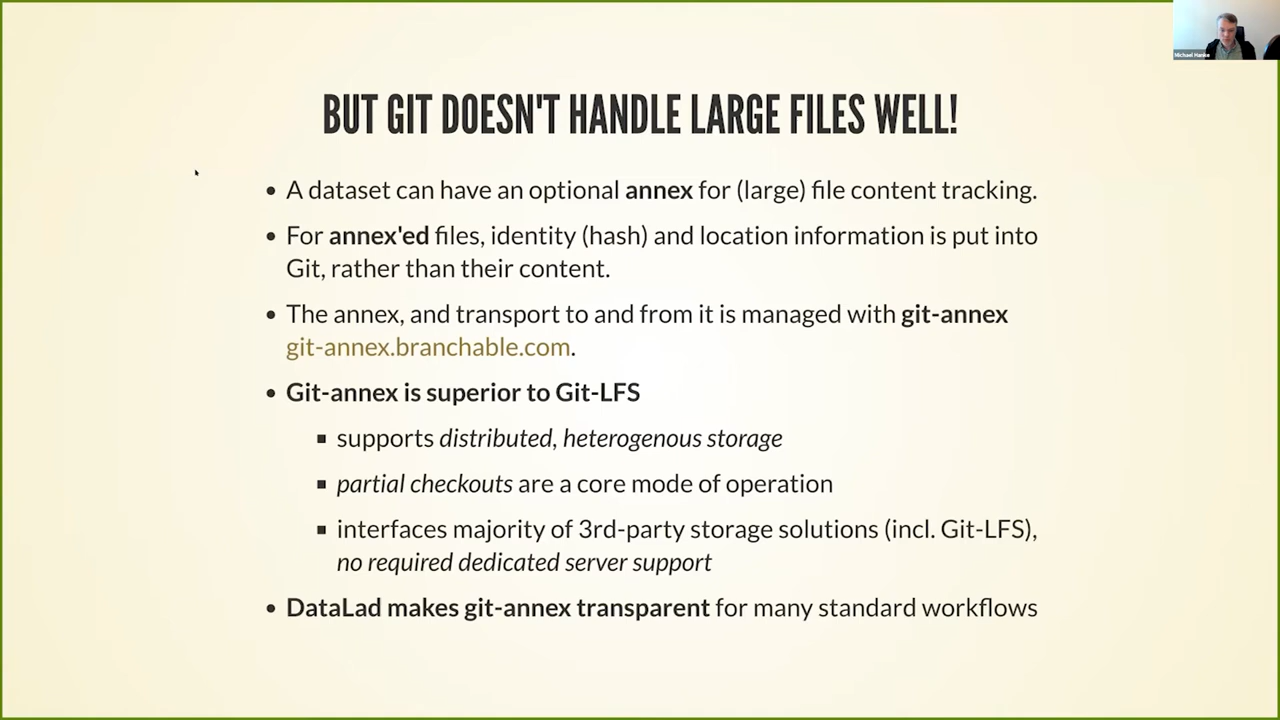 Michael Hanke
BUT GIT DOESN'T HANDLE LARGE FILES WELL!
• A dataset can have an optional annex for (large) file content tracking.
• For annex'ed files, identity (hash) and location information is put into
Git, rather than their content.
• The annex, and transport to and from it is managed with git-annex
git-annex.branchable.com.
• Git-annex is superior to Git-LFS
▪ supports distributed, heterogenous storage
▪ partial checkouts are a core mode of operation
▪ interfaces majority of 3rd-party storage solutions (incl. Git-LFS),
no required dedicated server support
• DataLad makes git-annex transparent for many standard workflows